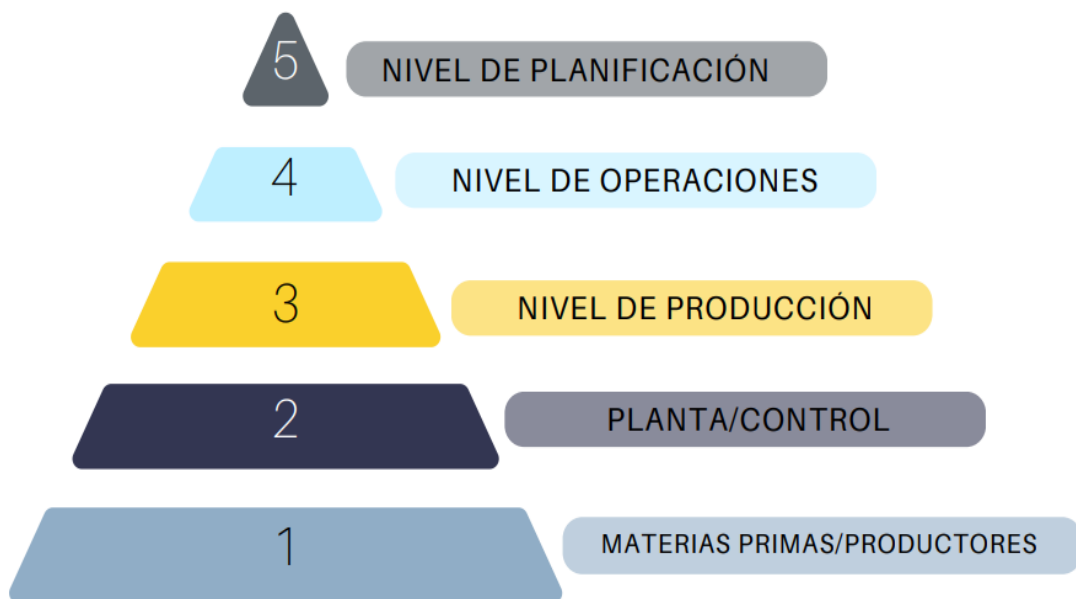 5 NIVEL DE PLANIFICACIÓN
4 NIVEL DE OPERACIONES
3 NIVEL DE PRODUCCIÓN
2 PLANTA/CONTROL
1 MATERIAS PRIMAS/PRODUCTORES